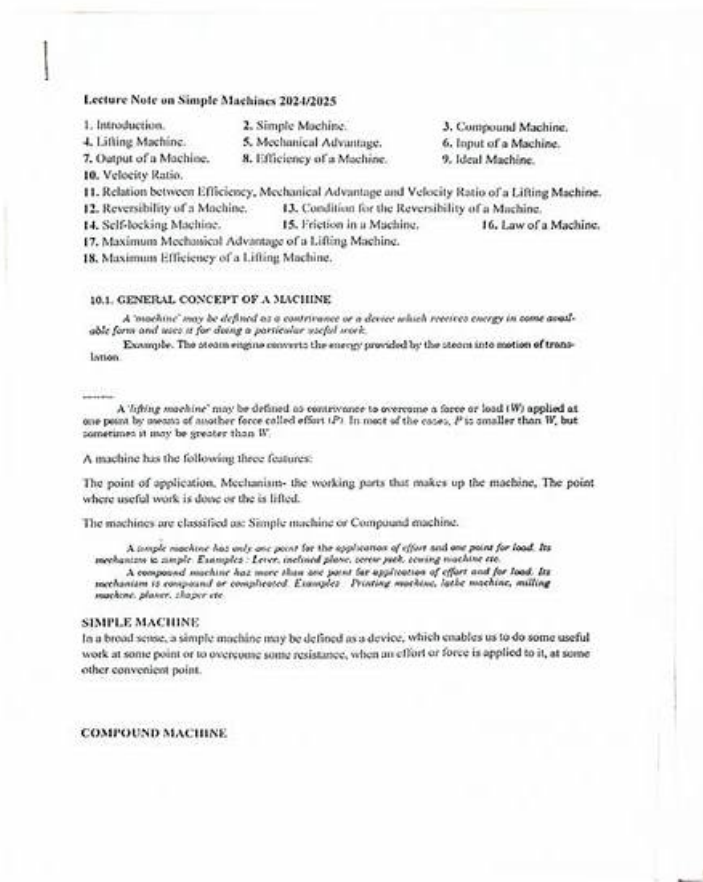 Lecture Note on Simple Machines 2024/2025
1. Introduction. 2. Simple Machine. 3. Compound Machine.
4. Lifting Machine. 5. Mechanical Advantage. 6. Input of a Machine.
7. Output of a Machine. 8. Efficiency of a Machine. 9. Ideal Machine.
10. Velocity Ratio.
11. Relation between Efficiency, Mechanical Advantage and Velocity Ratio of a Lifting Machine.
12. Reversibility of a Machine. 13. Condition for the Reversibility of a Machine.
14. Self-locking Machine. 15. Friction in a Machine. 16. Law of a Machine.
17. Maximum Mechanical Advantage of a Lifting Machine.
18. Maximum Efficiency of a Lifting Machine.
10.1. GENERAL CONCEPT OF A MACHINE
A 'machine' may be defined as a contrivance or a device which receives energy in some avail-
able form and uses it for doing a particular useful work.
Example. The steam engine converts the energy provided by the steam into motion of trans-
lation.
A 'lifting machine' may be defined as contrivance to overcome a force or load (W) applied at
one point by means of another force called effort (P). In most of the cases, P is smaller than W, but
sometimes it may be greater than W.
A machine has the following three features:
The point of application, Mechanism- the working parts that makes up the machine, The point
where useful work is done or the is lifted.
The machines are classified as: Simple machine or Compound machine.
A simple machine has only one point for the application of effort and one point for load. Its
mechanism is simple. Examples : Lever, inclined plane, screw jack, sewing machine etc.
A compound machine has more than one point for application of effort and for load. Its
mechanism is compound or complicated. Examples : Printing machine, lathe machine, milling
machine, planer, shaper etc.
SIMPLE MACHINE
In a broad sense, a simple machine may be defined as a device, which enables us to do some useful
work at some point or to overcome some resistance, when an effort or force is applied to it, at some
other convenient point.
COMPOUND MACHINE